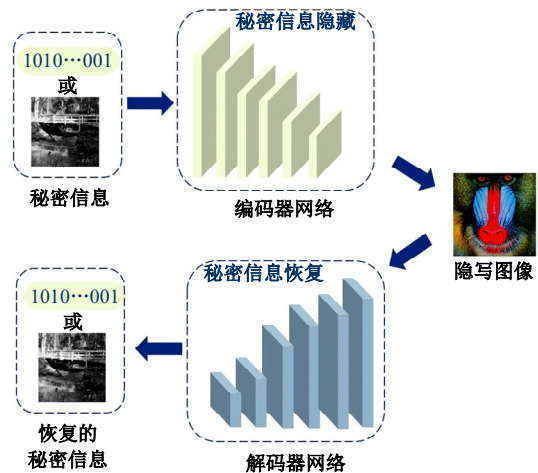 1010…001
或
秘密信息
秘密信息隐藏
编码器网络
隐写图像
秘密信息恢复
解码器网络
1010…001
或
恢复的
秘密信息